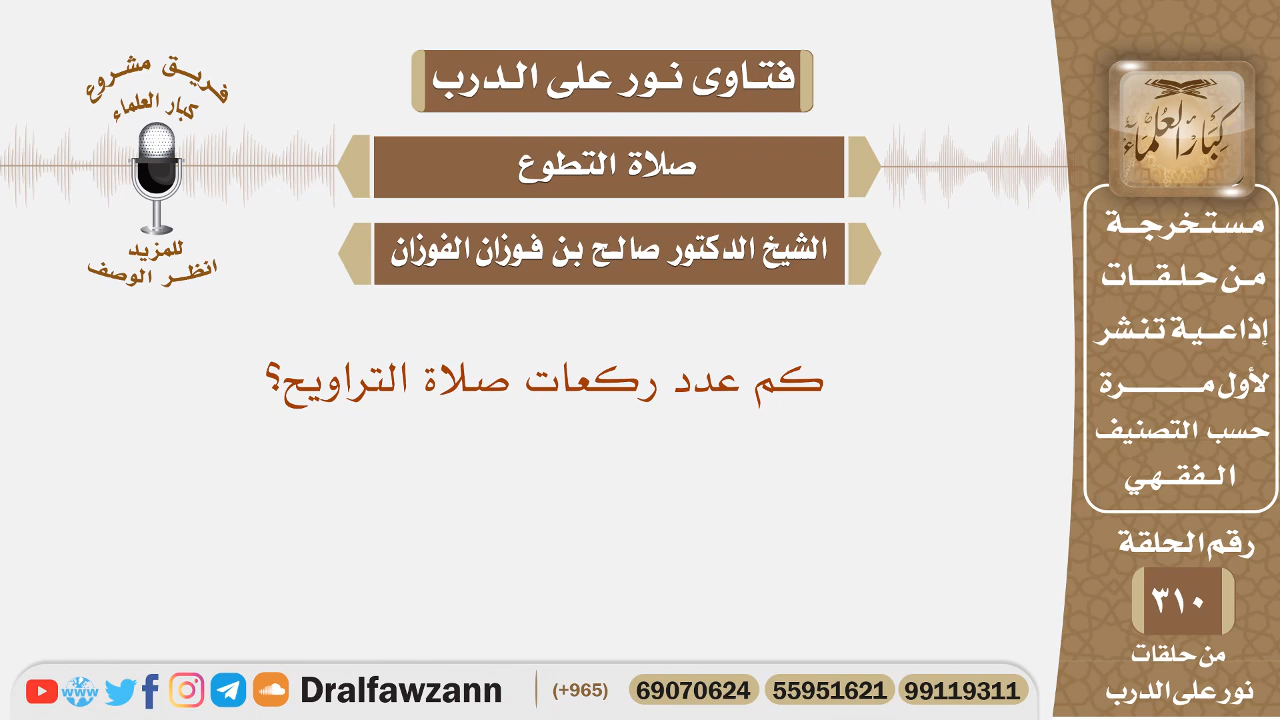 فتاوى نور على الدرب
صلاة التطوع
الشيخ الدكتور صالح بن فوزان الفوزان
كم عدد ركعات صلاة التراويح؟
فريق مشروع
كبار العلماء
للمزيد
انظر الوصف
كبار العلماء
مستخرجة
من حلقات
إذاعية تنشر
لأول مرة
حسب التصنيف
الفقهي
رقم الحلقة
٣١٠
من حلقات
نور على الدرب
www
Dralfawzann
(+965) 69070624 55951621 99119311